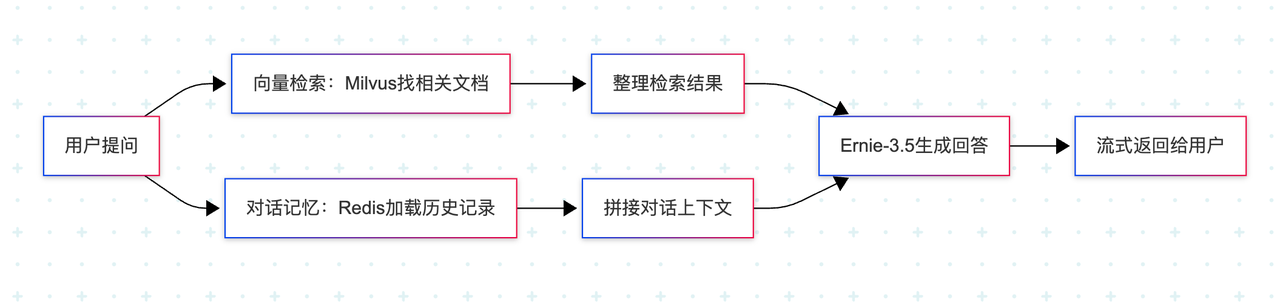 用户提问
向量检索：Milvus找相关文档
整理检索结果
对话记忆：Redis加载历史记录
拼接对话上下文
Ernie-3.5生成回答
流式返回给用户